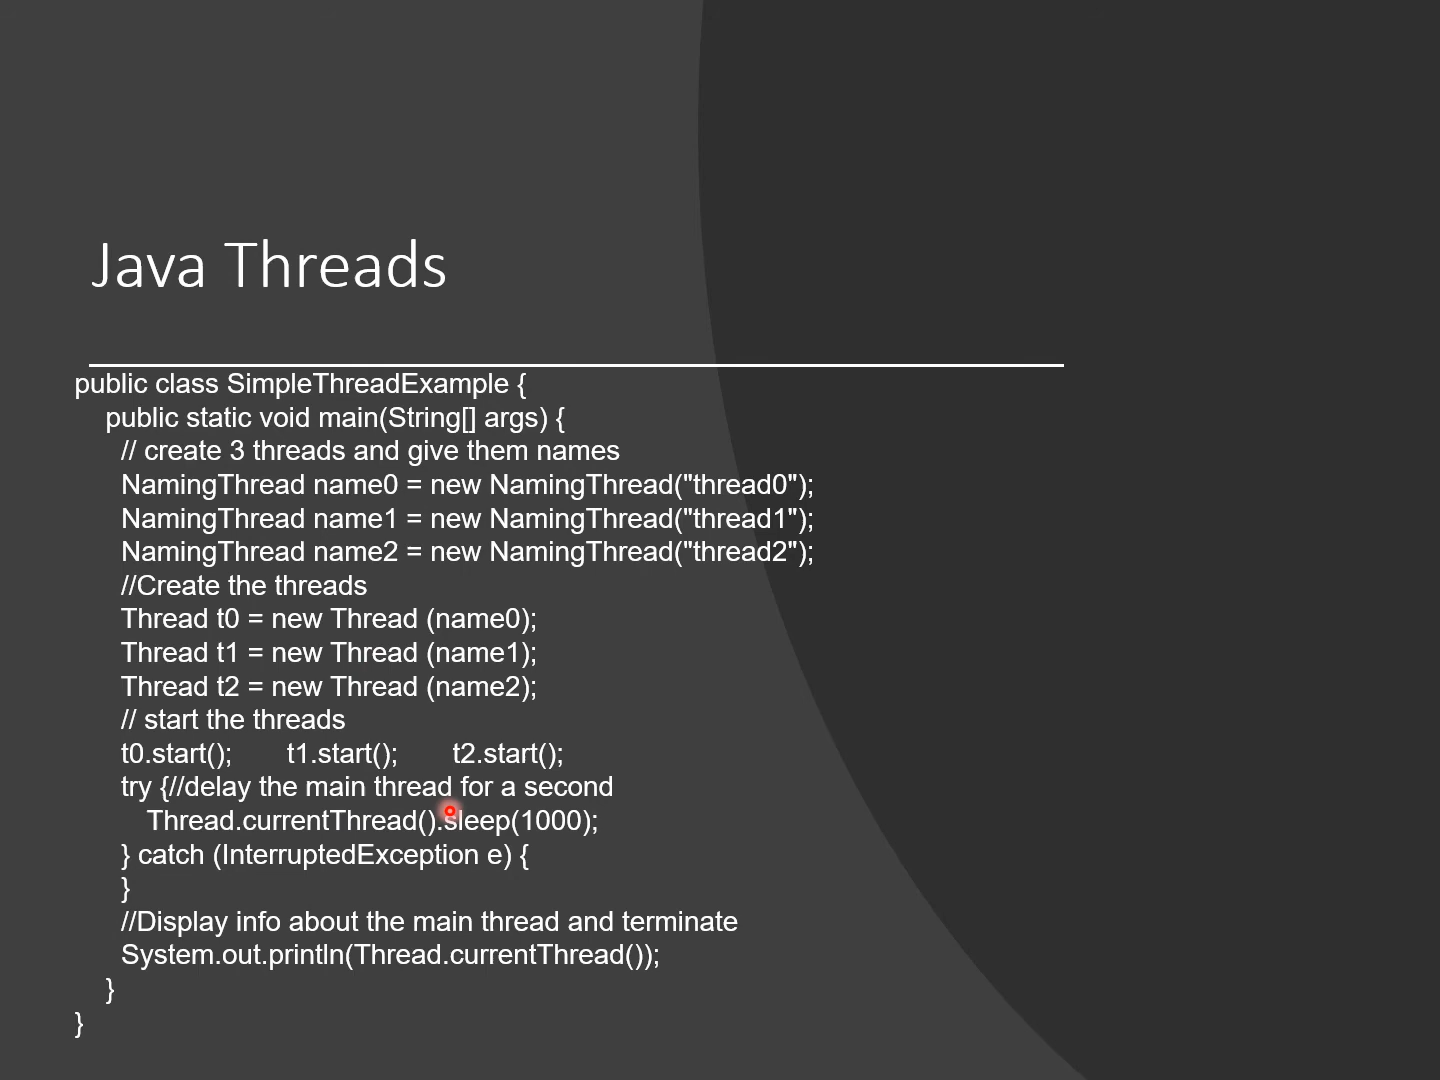 Java Threads
public class SimpleThreadExample {
public static void main(String[] args) {
// create 3 threads and give them names
NamingThread name0 = new NamingThread("thread0");
NamingThread name1 = new NamingThread("thread1");
NamingThread name2 = new NamingThread("thread2");
//Create the threads
Thread t0 = new Thread (name0);
Thread t1 = new Thread (name1);
Thread t2 = new Thread (name2);
// start the threads
t0.start(); t1.start(); t2.start();
try {//delay the main thread for a second
Thread.currentThread().sleep(1000);
} catch (InterruptedException e) {
}
//Display info about the main thread and terminate
System.out.println(Thread.currentThread());
}
}